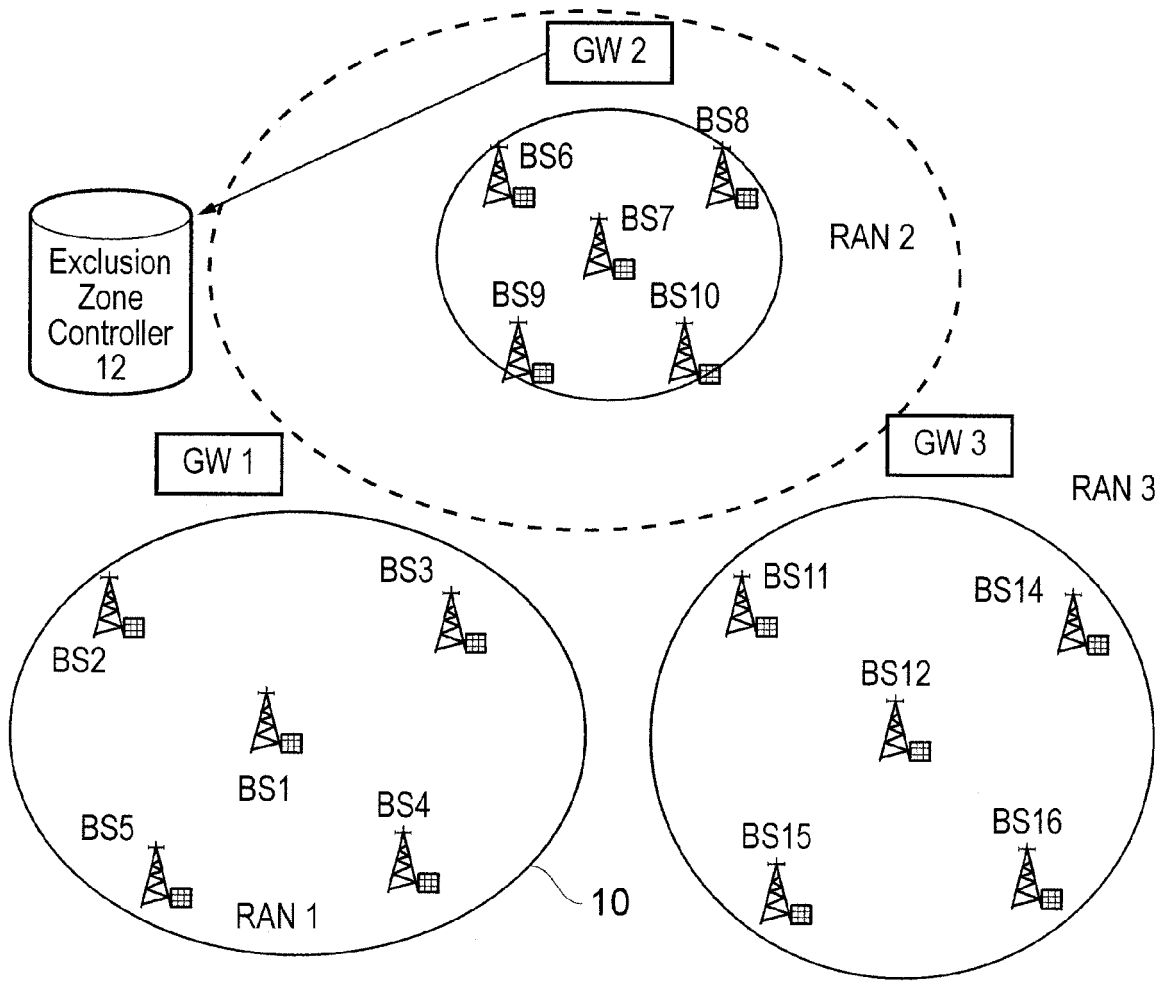 GW 2
BS8
BS6
BS7
RAN 2
Exclusion
Zone
Controller
12
BS9
BS10
GW 1
GW 3
RAN 3
BS3
BS11
BS14
BS2
BS12
BS1
BS4
BS5
BS15
BS16
RAN 1
10